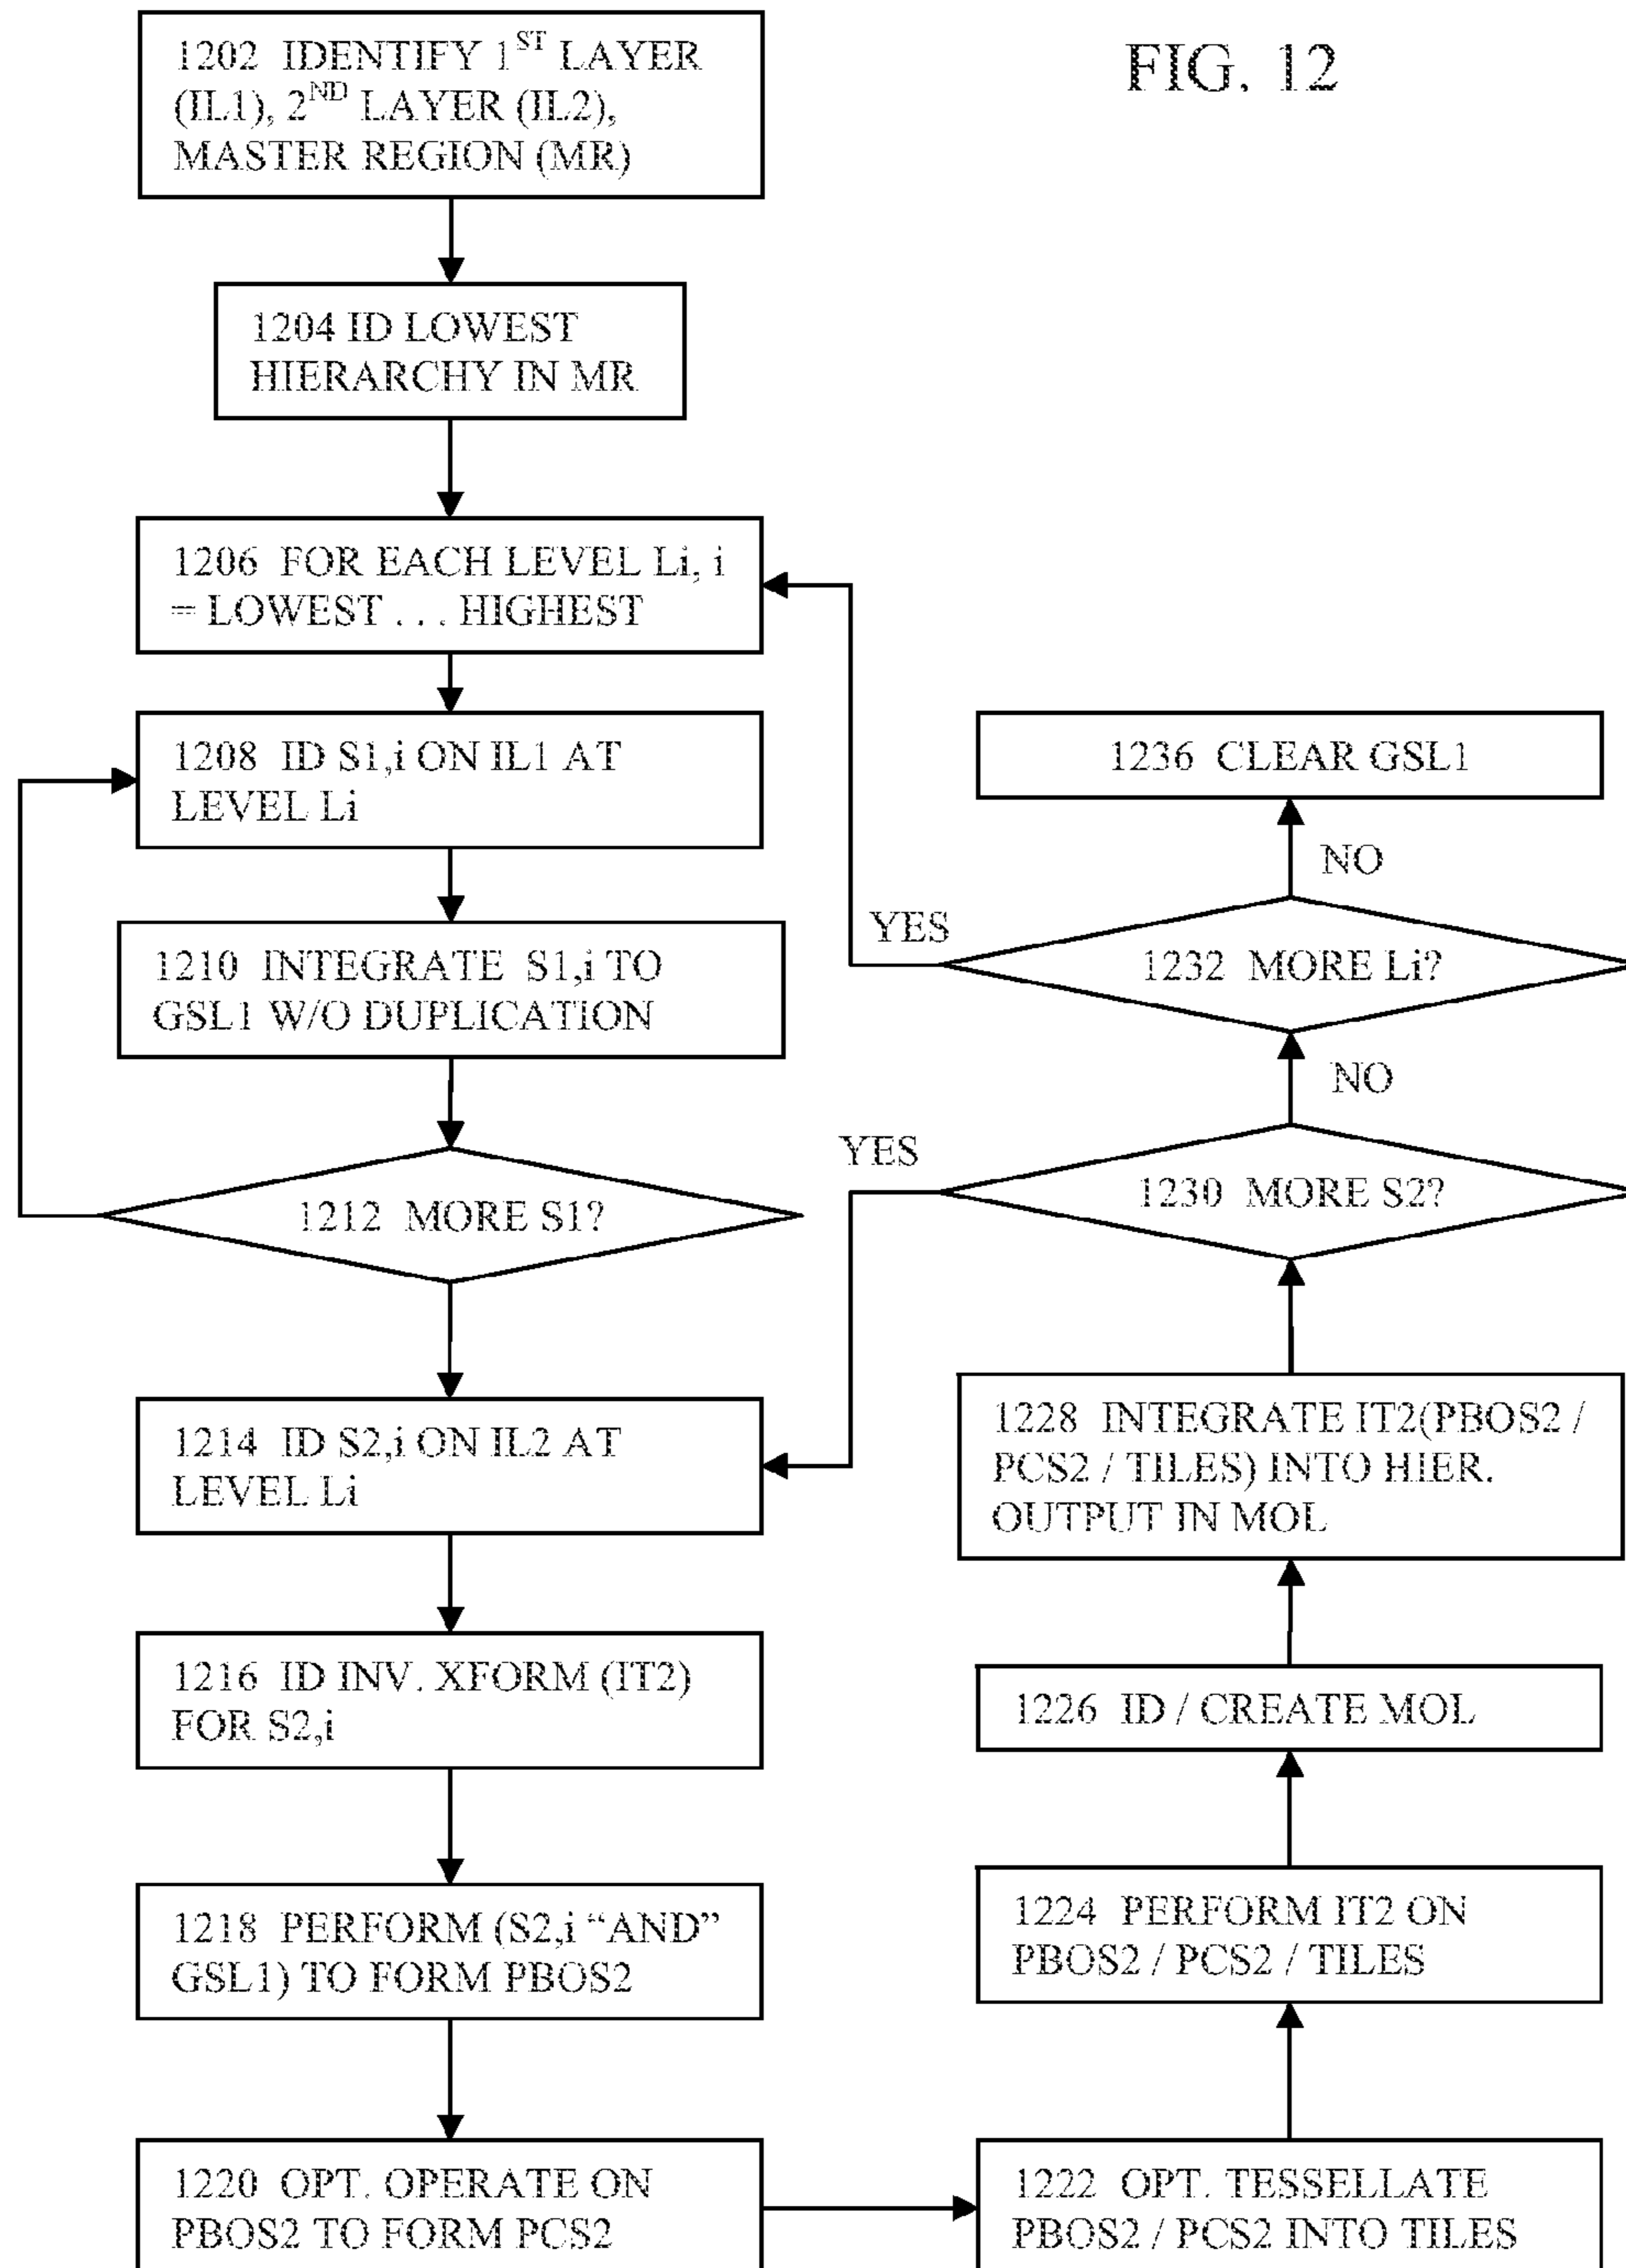 FIG. 12
1202 IDENTIFY 1ST LAYER
(IL1), 2ND LAYER (IL2),
MASTER REGION (MR)
1204 ID LOWEST
HIERARCHY IN MR
1206 FOR EACH LEVEL Li, i
= LOWEST . . . HIGHEST
1208 ID S1,i ON IL1 AT
LEVEL Li
1210 INTEGRATE S1,i TO
GSL1 W/O DUPLICATION
1212 MORE S1?
1214 ID S2,i ON IL2 AT
LEVEL Li
1216 ID INV. XFORM (IT2)
FOR S2,i
1218 PERFORM (S2,i “AND”
GSL1) TO FORM PBOS2
1220 OPT. OPERATE ON
PBOS2 TO FORM PCS2
1222 OPT. TESSELLATE
PBOS2 / PCS2 INTO TILES
1224 PERFORM IT2 ON
PBOS2 / PCS2 / TILES
1226 ID / CREATE MOL
1228 INTEGRATE IT2(PBOS2 /
PCS2 / TILES) INTO HIER.
OUTPUT IN MOL
1230 MORE S2?
YES
NO
1232 MORE Li?
YES
NO
1236 CLEAR GSL1